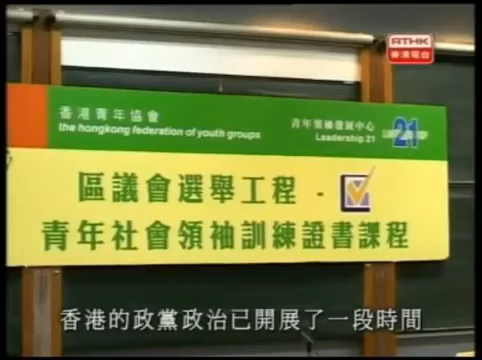 RTHK
香港電台
香港青年協會
the hongkong federation of youth groups
青年領袖發展中心
Leadership 21
21
區議會選舉工程 -
青年社會領袖訓練證書課程
香港的政黨政治已開展了一段時間